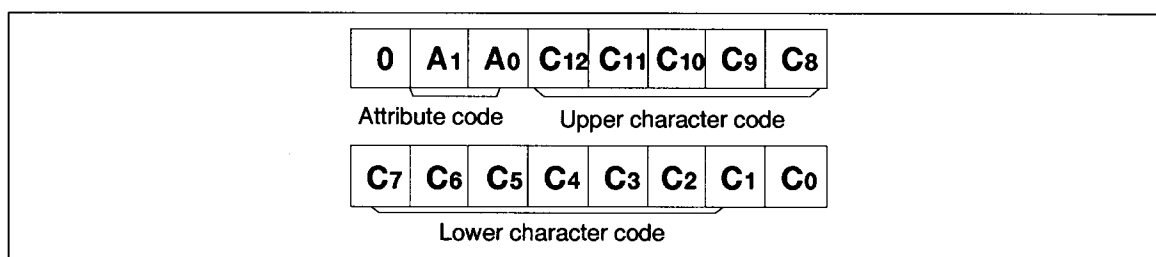 0 A1 A0 C12 C11 C10 C9 C8
Attribute code Upper character code
C7 C6 C5 C4 C3 C2 C1 C0
Lower character code